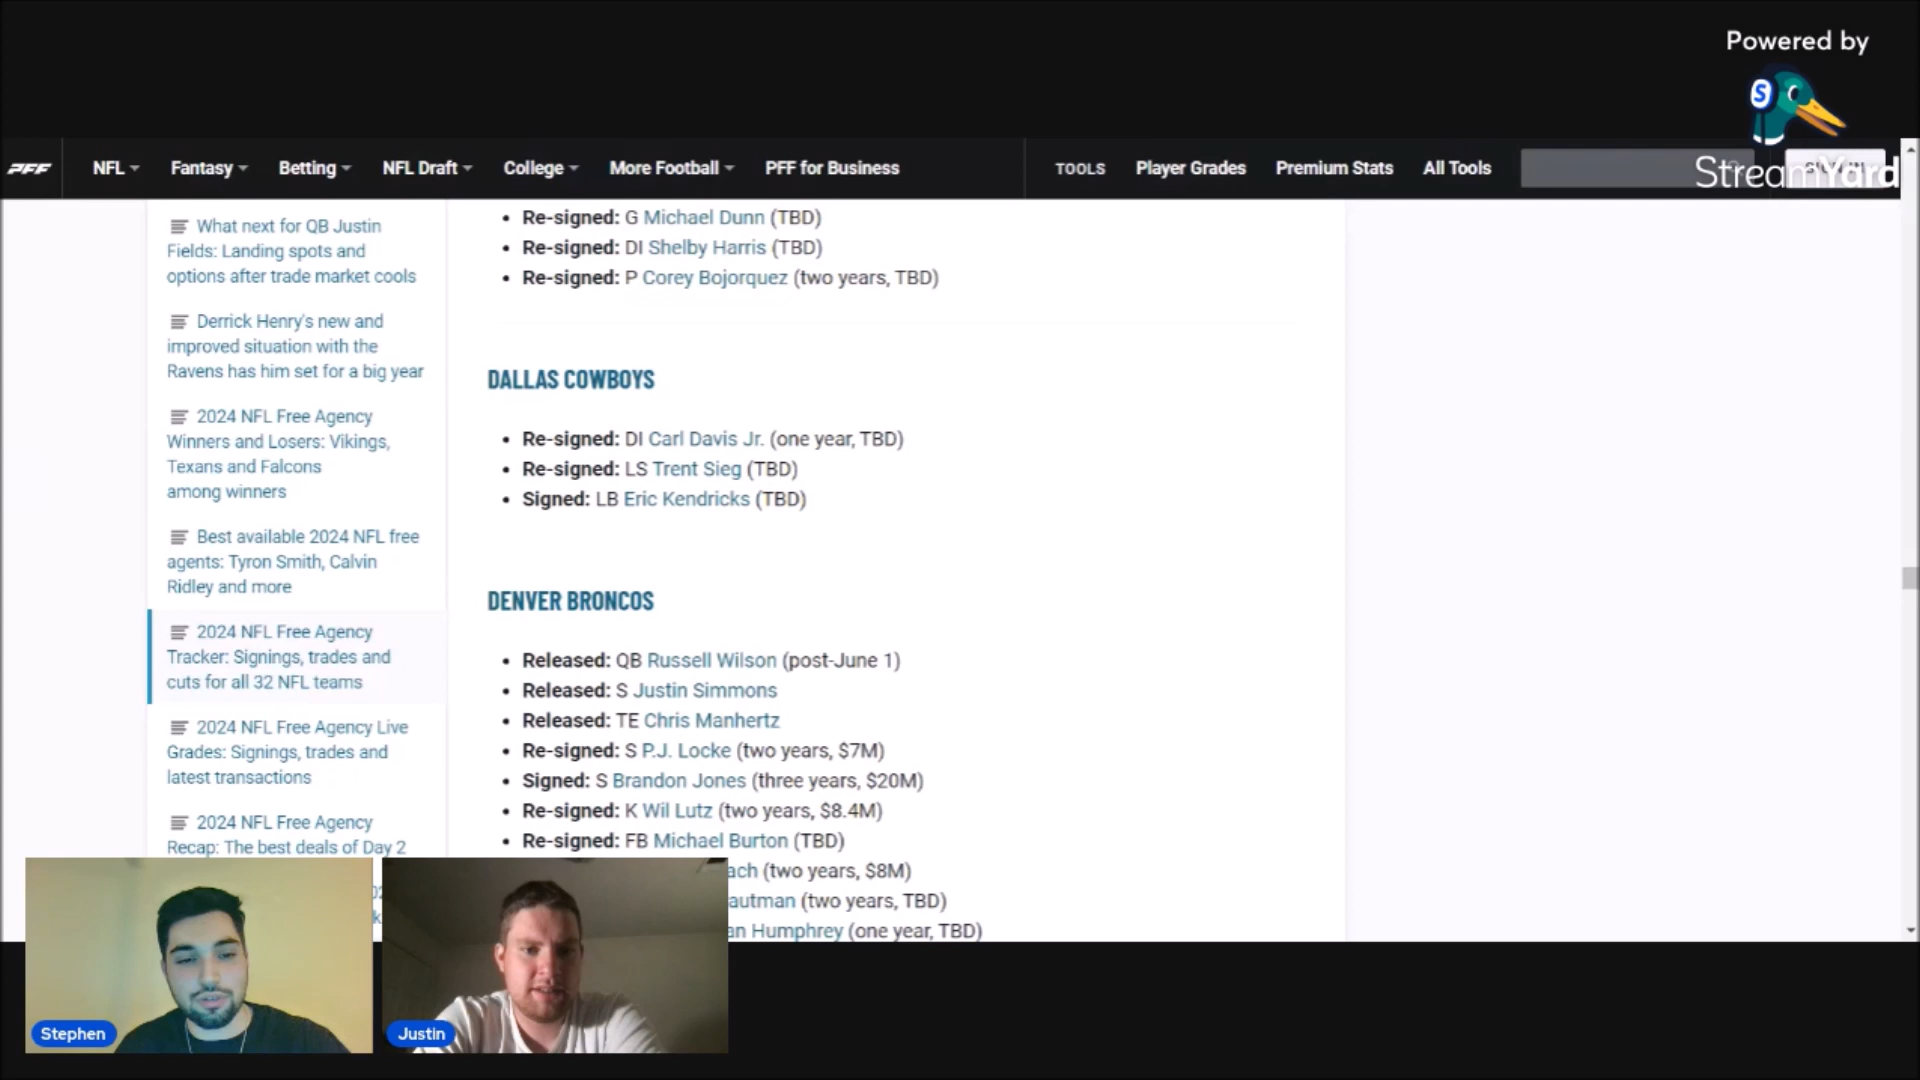 Powered by
StreamYard
PFF
NFL
Fantasy
Betting
NFL Draft
College
More Football
PFF for Business
TOOLS
Player Grades
Premium Stats
All Tools
What next for QB Justin
Fields: Landing spots and
options after trade market cools
Derrick Henry's new and
improved situation with the
Ravens has him set for a big year
2024 NFL Free Agency
Winners and Losers: Vikings,
Texans and Falcons
among winners
Best available 2024 NFL free
agents: Tyron Smith, Calvin
Ridley and more
2024 NFL Free Agency
Tracker: Signings, trades and
cuts for all 32 NFL teams
2024 NFL Free Agency Live
Grades: Signings, trades and
latest transactions
2024 NFL Free Agency
Recap: The best deals of Day 2
• Re-signed: G Michael Dunn (TBD)
• Re-signed: DI Shelby Harris (TBD)
• Re-signed: P Corey Bojorquez (two years, TBD)
DALLAS COWBOYS
• Re-signed: DI Carl Davis Jr. (one year, TBD)
• Re-signed: LS Trent Sieg (TBD)
• Signed: LB Eric Kendricks (TBD)
DENVER BRONCOS
• Released: QB Russell Wilson (post-June 1)
• Released: S Justin Simmons
• Released: TE Chris Manhertz
• Re-signed: S P.J. Locke (two years, $7M)
• Signed: S Brandon Jones (three years, $20M)
• Re-signed: K Wil Lutz (two years, $8.4M)
• Re-signed: FB Michael Burton (TBD)
ach (two years, $8M)
autman (two years, TBD)
an Humphrey (one year, TBD)
Stephen
Justin